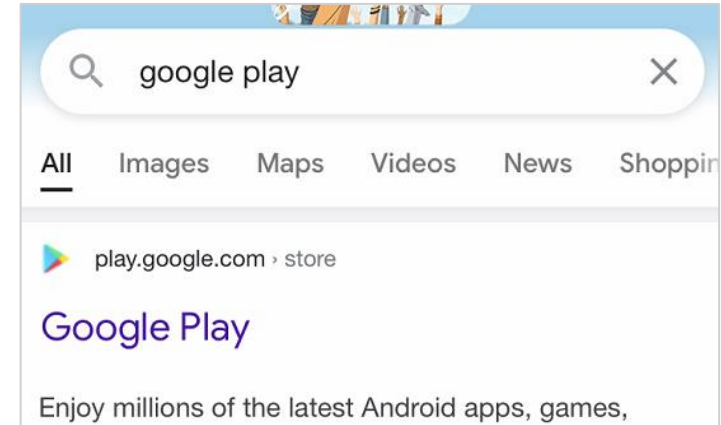 google play
All Images Maps Videos News Shoppin
play.google.com › store
Google Play
Enjoy millions of the latest Android apps, games,